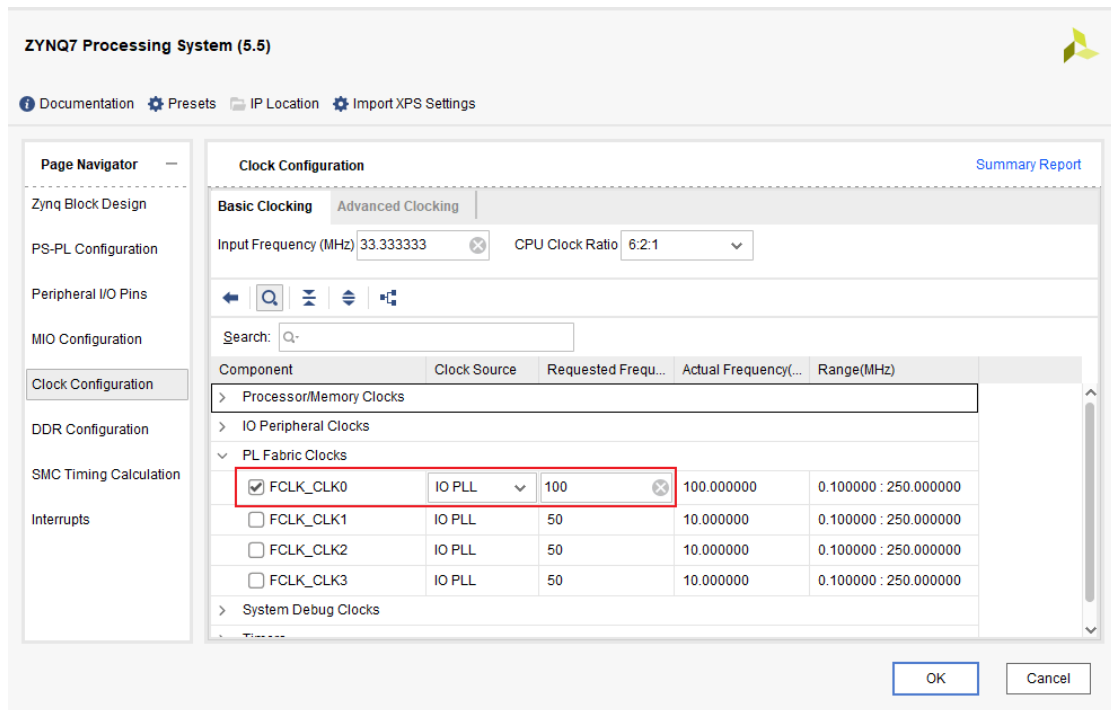 ZYNQ7 Processing System (5.5)
Documentation Presets IP Location Import XPS Settings
Page Navigator
Zynq Block Design
PS-PL Configuration
Peripheral I/O Pins
MIO Configuration
Clock Configuration
DDR Configuration
SMC Timing Calculation
Interrupts
Clock Configuration Summary Report
Basic Clocking Advanced Clocking
Input Frequency (MHz) 33.333333 CPU Clock Ratio 6:2:1
Search:
Component Clock Source Requested Frequ... Actual Frequency(... Range(MHz)
Processor/Memory Clocks
IO Peripheral Clocks
PL Fabric Clocks
FCLK_CLK0 IO PLL 100 100.000000 0.100000 : 250.000000
FCLK_CLK1 IO PLL 50 10.000000 0.100000 : 250.000000
FCLK_CLK2 IO PLL 50 10.000000 0.100000 : 250.000000
FCLK_CLK3 IO PLL 50 10.000000 0.100000 : 250.000000
System Debug Clocks
OK Cancel